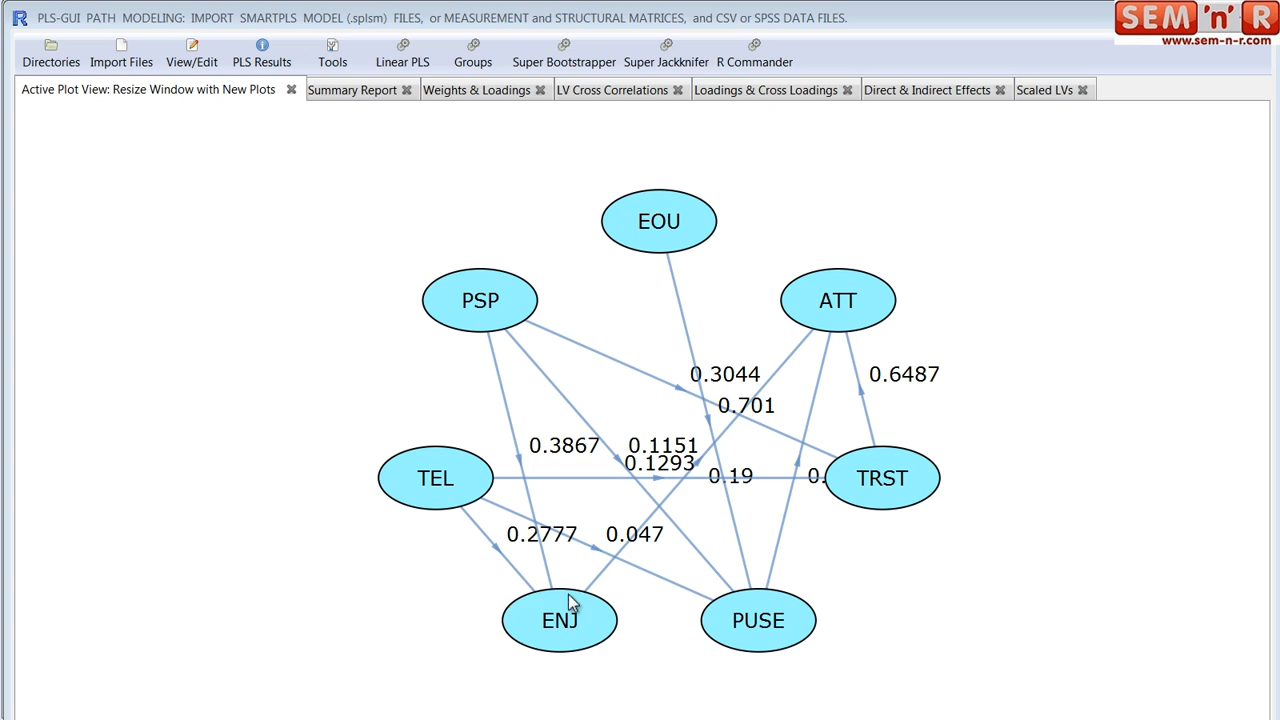 PLS-GUI PATH MODELING: IMPORT SMARTPLS MODEL (.splsm) FILES, or MEASUREMENT and STRUCTURAL MATRICES, and CSV or SPSS DATA FILES.
SEM 'n' R
www.sem-n-r.com
Directories Import Files View/Edit PLS Results Tools Linear PLS Groups Super Bootstrapper Super Jackknifer R Commander
Active Plot View: Resize Window with New Plots Summary Report Weights & Loadings LV Cross Correlations Loadings & Cross Loadings Direct & Indirect Effects Scaled LVs
EOU
PSP ATT
0.3044 0.6487
0.701
0.3867 0.1151
0.1293
0.19 0.
TEL TRST
0.2777 0.047
ENJ PUSE